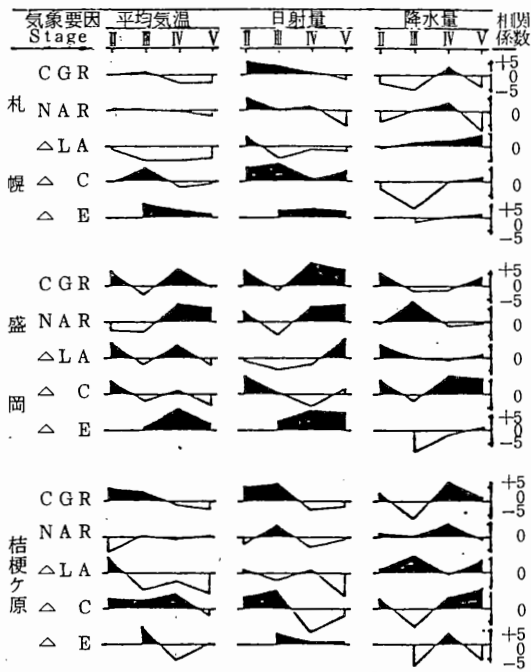 気象要因 平均気温 日射量 降水量 相関係数
Stage Ⅱ Ⅲ Ⅳ Ⅴ Ⅱ Ⅲ Ⅳ Ⅴ Ⅱ Ⅲ Ⅳ Ⅴ
札幌
CGR +5 0 -5
NAR 0
△LA 0
△ C 0
△ E +5 0 -5
盛岡
CGR +5 0 -5
NAR 0
△LA 0
△ C 0
△ E +5 0 -5
桔梗ヶ原
CGR +5 0 -5
NAR 0
△LA 0
△ C 0
△ E +5 0 -5